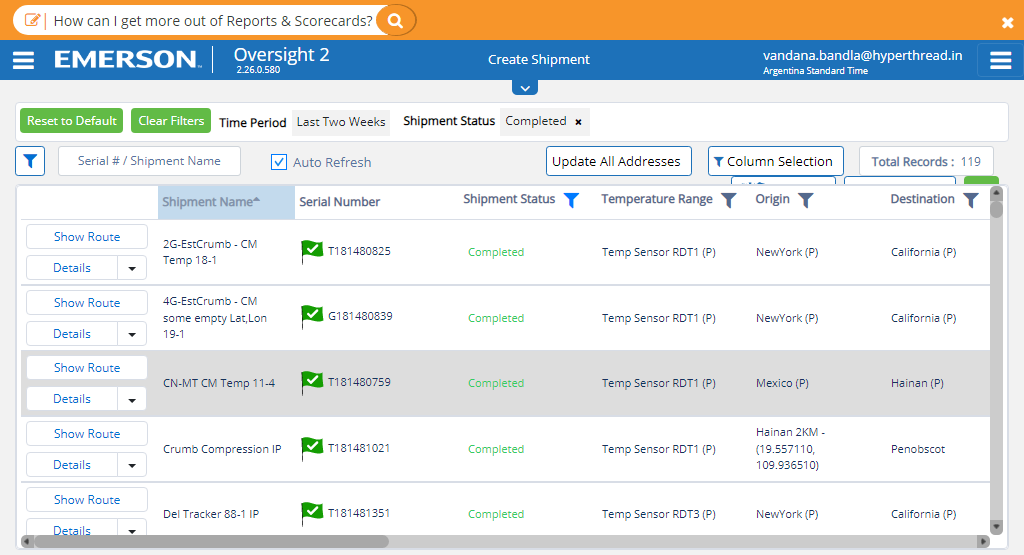 How can I get more out of Reports & Scorecards?
EMERSON
Oversight 2
2.26.0.580
Create Shipment
vandana.bandla@hyperthread.in
Argentina Standard Time
Reset to Default
Clear Filters
Time Period
Last Two Weeks
Shipment Status
Completed ×
Serial # / Shipment Name
Auto Refresh
Update All Addresses
Column Selection
Total Records : 119
Shipment Name
Serial Number
Shipment Status
Temperature Range
Origin
Destination
Show Route
Details
2G-EstCrumb - CM
Temp 18-1
T181480825
Completed
Temp Sensor RDT1 (P)
NewYork (P)
California (P)
Show Route
Details
4G-EstCrumb - CM
some empty Lat,Lon
19-1
G181480839
Completed
Temp Sensor RDT1 (P)
NewYork (P)
California (P)
Show Route
Details
CN-MT CM Temp 11-4
T181480759
Completed
Temp Sensor RDT1 (P)
Mexico (P)
Hainan (P)
Show Route
Details
Crumb Compression IP
T181481021
Completed
Temp Sensor RDT1 (P)
Hainan 2KM -
(19.557110,
109.936510)
Penobscot
Show Route
Details
Del Tracker 88-1 IP
T181481351
Completed
Temp Sensor RDT3 (P)
NewYork (P)
California (P)